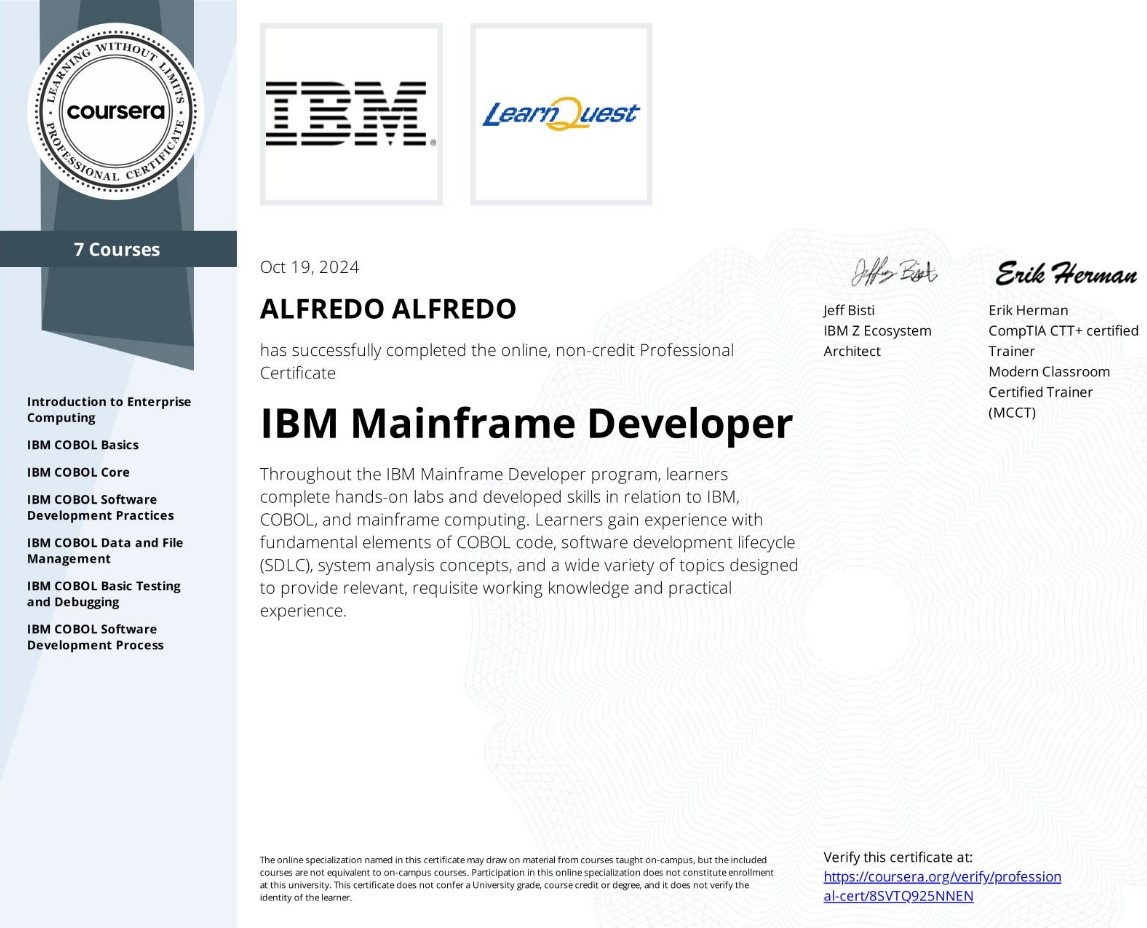 LEARNING WITHOUT LIMITS
coursera
PROFESSIONAL CERTIFICATE
7 Courses
Introduction to Enterprise
Computing
IBM COBOL Basics
IBM COBOL Core
IBM COBOL Software
Development Practices
IBM COBOL Data and File
Management
IBM COBOL Basic Testing
and Debugging
IBM COBOL Software
Development Process
IBM®
LearnQuest
Oct 19, 2024
ALFREDO ALFREDO
has successfully completed the online, non-credit Professional
Certificate
IBM Mainframe Developer
Throughout the IBM Mainframe Developer program, learners
complete hands-on labs and developed skills in relation to IBM,
COBOL, and mainframe computing. Learners gain experience with
fundamental elements of COBOL code, software development lifecycle
(SDLC), system analysis concepts, and a wide variety of topics designed
to provide relevant, requisite working knowledge and practical
experience.
Jeff Bisti
Jeff Bisti
IBM Z Ecosystem
Architect
Erik Herman
Erik Herman
CompTIA CTT+ certified
Trainer
Modern Classroom
Certified Trainer
(MCCT)
The online specialization named in this certificate may draw on material from courses taught on-campus, but the included
courses are not equivalent to on-campus courses. Participation in this online specialization does not constitute enrollment
at this university. This certificate does not confer a University grade, course credit or degree, and it does not verify the
identity of the learner.
Verify this certificate at:
https://coursera.org/verify/profession
al-cert/8SVTQ925NNEN